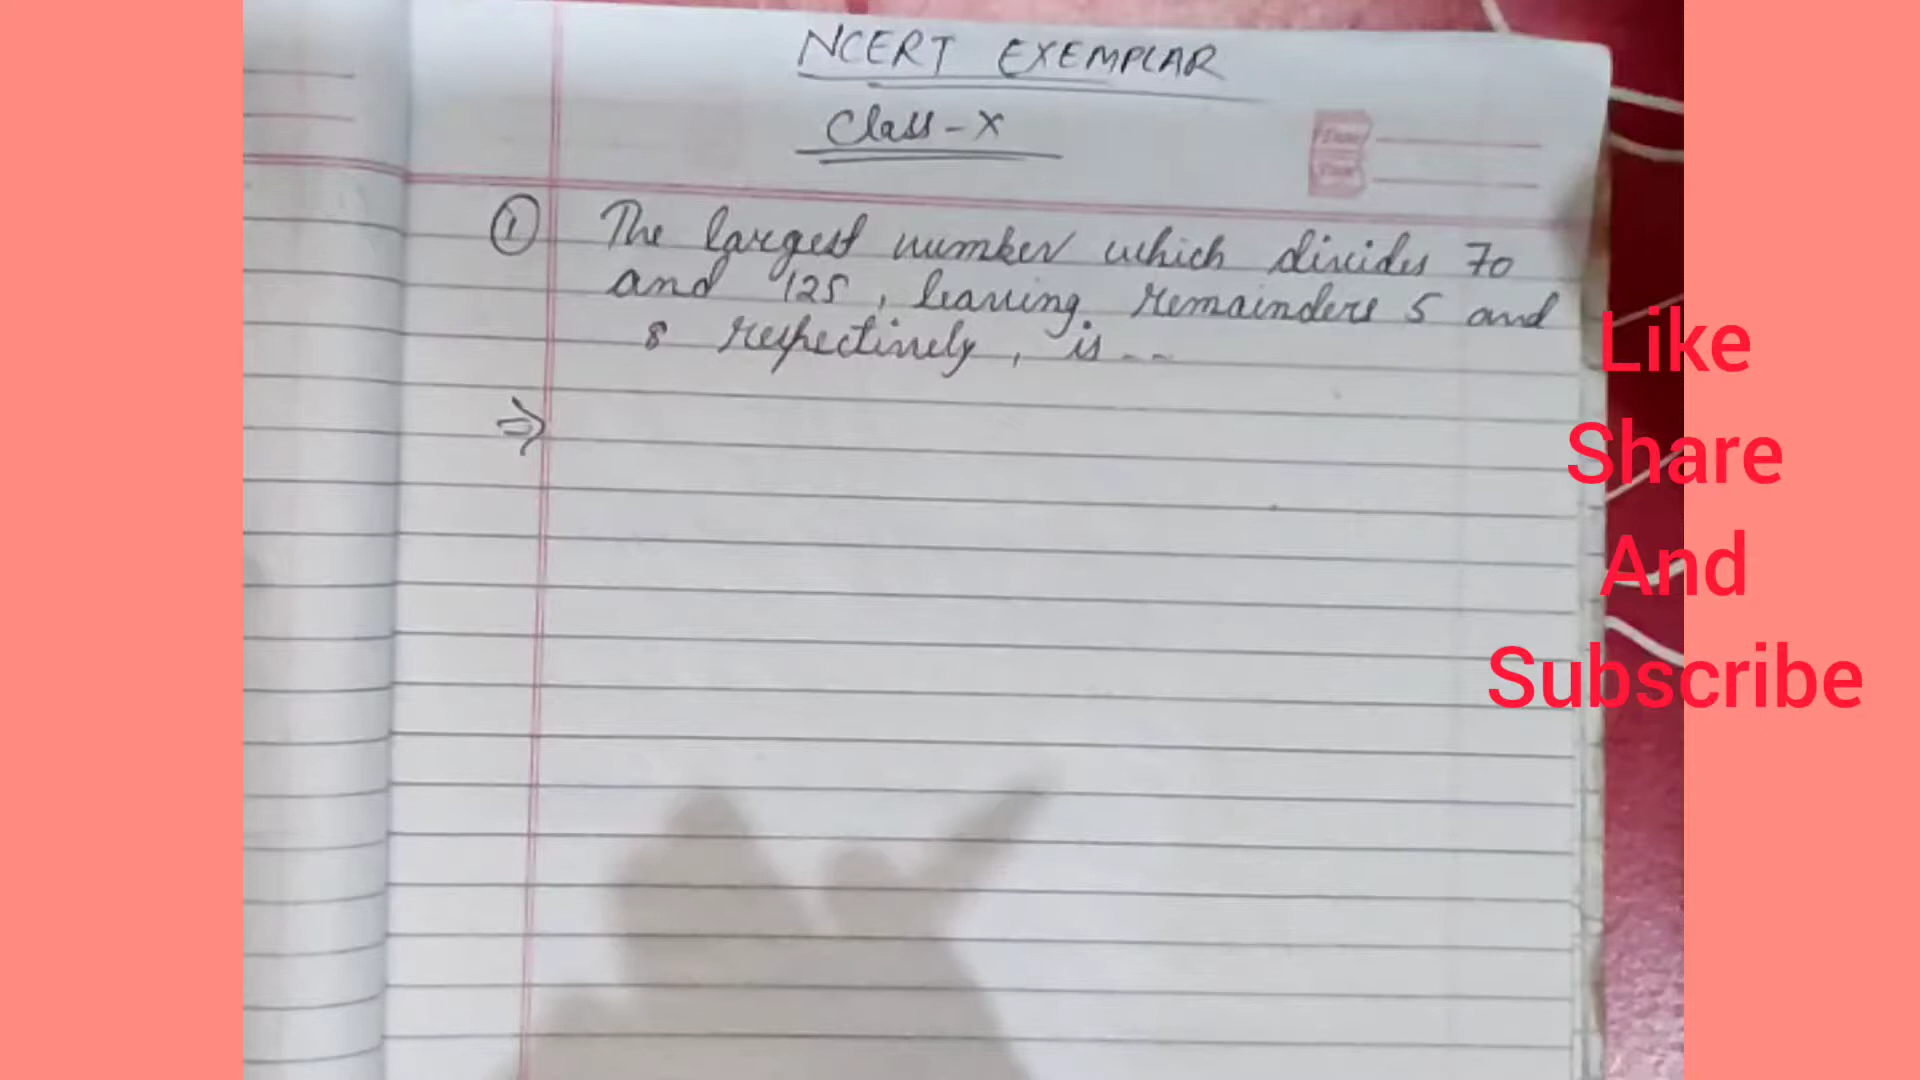 NCERT EXEMPLAR
Class-X
① The largest number which divides 70
and 125, leaving remainders 5 and
8 respectively, is --
⇒
Like
Share
And
Subscribe